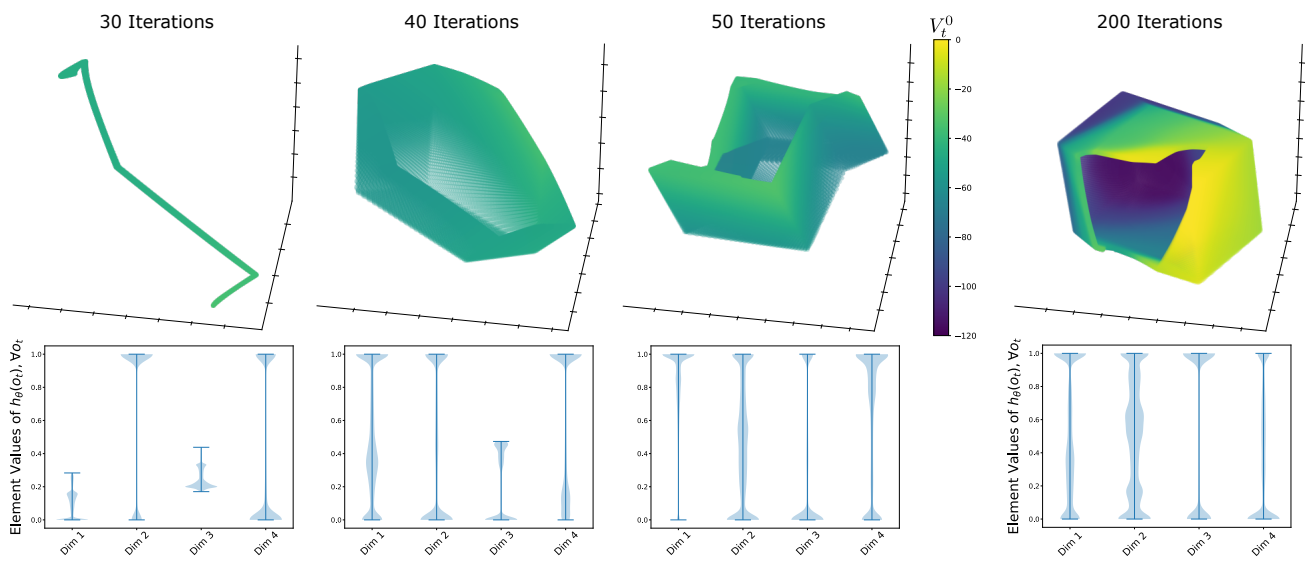 30 Iterations
40 Iterations
50 Iterations
200 Iterations
V_t^0
0
−20
−40
−60
−80
−100
−120
Element Values of h_θ(o_t), ∀o_t
1.0
0.8
0.6
0.4
0.2
0.0
Dim 1
Dim 2
Dim 3
Dim 4
1.0
0.8
0.6
0.4
0.2
0.0
Dim 1
Dim 2
Dim 3
Dim 4
1.0
0.8
0.6
0.4
0.2
0.0
Dim 1
Dim 2
Dim 3
Dim 4
Element Values of h_θ(o_t), ∀o_t
1.0
0.8
0.6
0.4
0.2
0.0
Dim 1
Dim 2
Dim 3
Dim 4